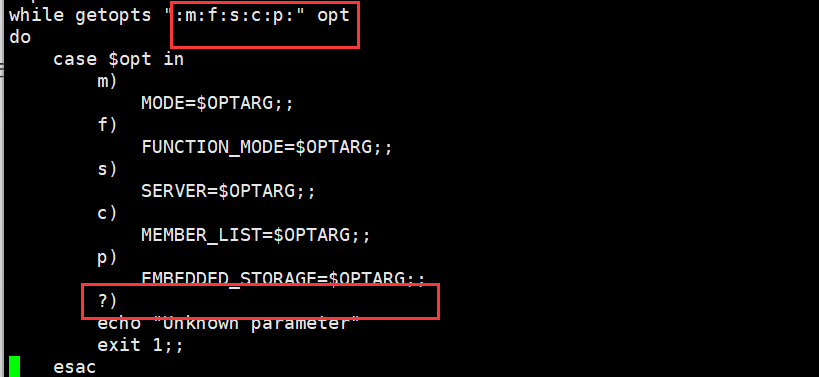 while getopts ":m:f:s:c:p:" opt
do
    case $opt in
        m)
            MODE=$OPTARG;;
        f)
            FUNCTION_MODE=$OPTARG;;
        s)
            SERVER=$OPTARG;;
        c)
            MEMBER_LIST=$OPTARG;;
        p)
            EMBEDDED_STORAGE=$OPTARG;;
        ?)
        echo "Unknown parameter"
        exit 1;;
    esac